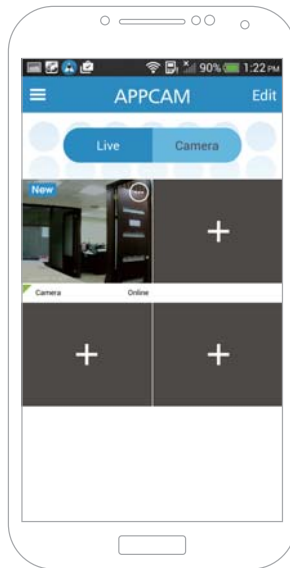 90% 1:22 PM
APPCAM Edit
Live Camera
New
Camera Online